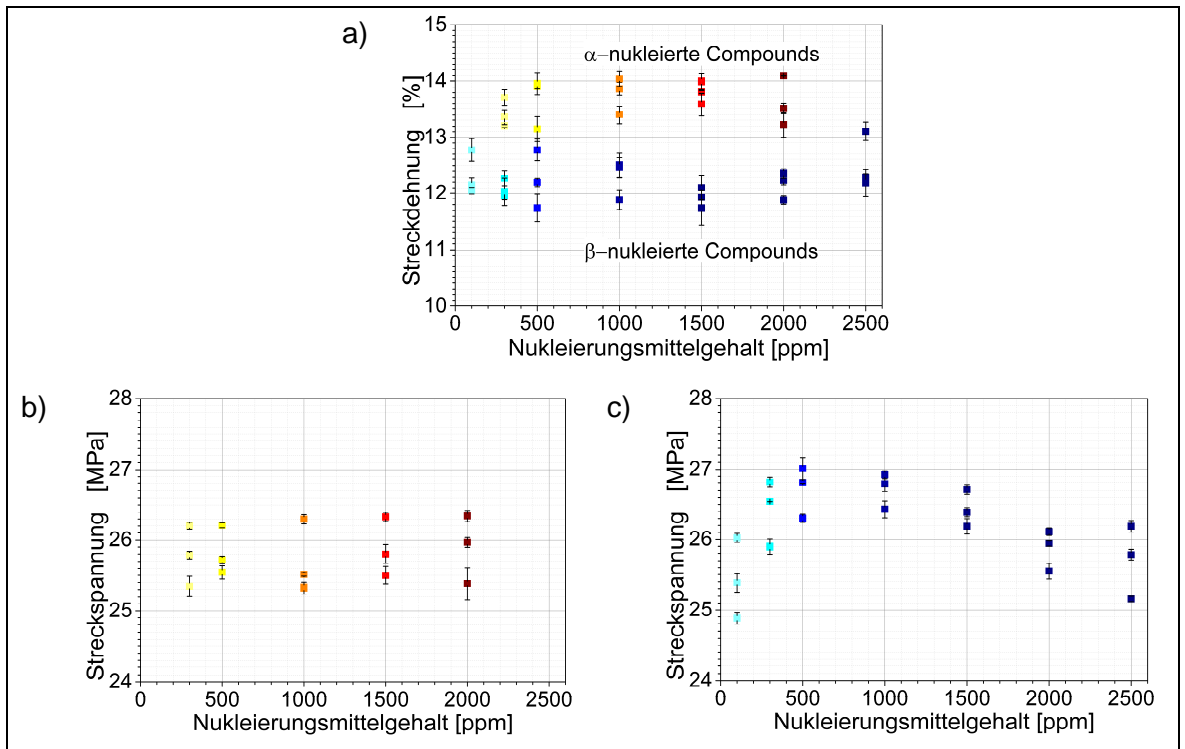 a)
Streckdehnung [%]
15
14
13
12
11
10
α–nukleierte Compounds
β–nukleierte Compounds
0 500 1000 1500 2000 2500
Nukleierungsmittelgehalt [ppm]
b)
Streckspannung [MPa]
28
27
26
25
24
0 500 1000 1500 2000 2500
Nukleierungsmittelgehalt [ppm]
c)
Streckspannung [MPa]
28
27
26
25
24
0 500 1000 1500 2000 2500
Nukleierungsmittelgehalt [ppm]